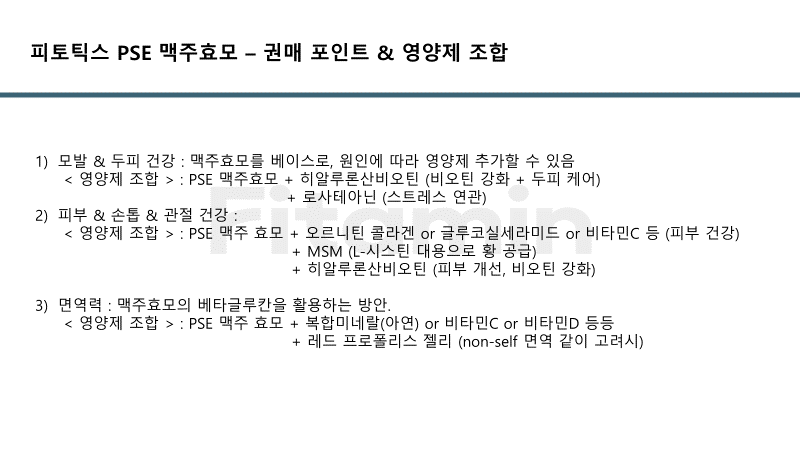 피토틱스 PSE 맥주효모 – 권매 포인트 & 영양제 조합
1) 모발 & 두피 건강 : 맥주효모를 베이스로, 원인에 따라 영양제 추가할 수 있음
< 영양제 조합 > : PSE 맥주효모 + 히알루론산비오틴 (비오틴 강화 + 두피 케어)
+ 로사테아닌 (스트레스 연관)
2) 피부 & 손톱 & 관절 건강 :
< 영양제 조합 > : PSE 맥주 효모 + 오르니틴 콜라겐 or 글루코실세라미드 or 비타민C 등 (피부 건강)
+ MSM (L-시스틴 대용으로 황 공급)
+ 히알루론산비오틴 (피부 개선, 비오틴 강화)
3) 면역력 : 맥주효모의 베타글루칸을 활용하는 방안.
< 영양제 조합 > : PSE 맥주 효모 + 복합미네랄(아연) or 비타민C or 비타민D 등등
+ 레드 프로폴리스 젤리 (non-self 면역 같이 고려시)
Fitamin